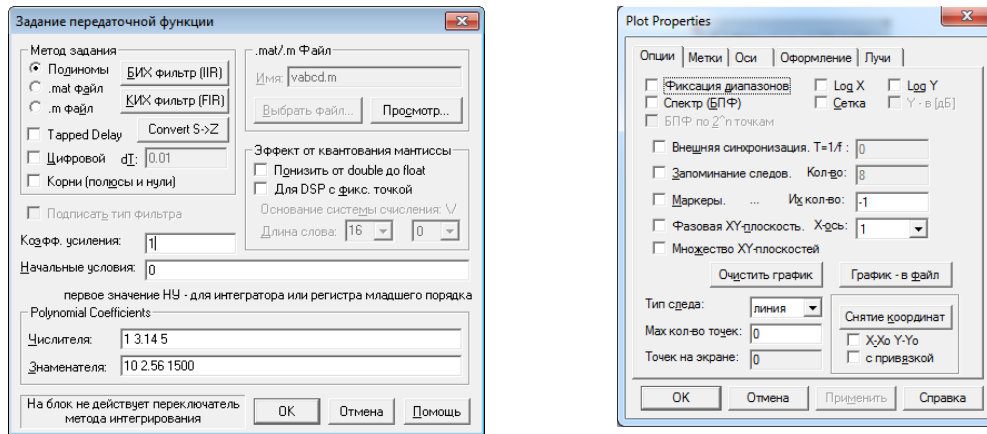 Задание передаточной функции
Метод задания
Полиномы
БИХ фильтр (IIR)
.mat файл
.m файл
КИХ фильтр (FIR)
Tapped Delay
Convert S->Z
Цифровой dT: 0.01
Корни (полюсы и нули)
.mat/.m Файл
Имя: vabcd.m
Выбрать файл...
Просмотр...
Эффект от квантования мантиссы
Понизить от double до float
Для DSP с фикс. точкой
Основание системы счисления: \/
Длина слова: 16 0
Подписать тип фильтра
Коэфф. усиления: 1
Начальные условия: 0
первое значение НУ - для интегратора или регистра младшего порядка
Polynomial Coefficients
Числителя: 1 3.14 5
Знаменателя: 10 2.56 1500
На блок не действует переключатель
метода интегрирования
OK
Отмена
Помощь
Plot Properties
Опции Метки Оси Оформление Лучи
Фиксация диапазонов Log X Log Y
Спектр (БПФ) Сетка Y - в [дБ]
БПФ по 2^n точкам
Внешняя синхронизация. T=1/f : 0
Запоминание следов. Кол-во: 8
Маркеры. ... Их кол-во: -1
Фазовая XY-плоскость. X-ось: 1
Множество XY-плоскостей
Очистить график
График - в файл
Тип следа: линия
Мах кол-во точек: 0
Точек на экране: 0
Снятие координат
X-Xo Y-Yo
с привязкой
OK
Отмена
Применить
Справка